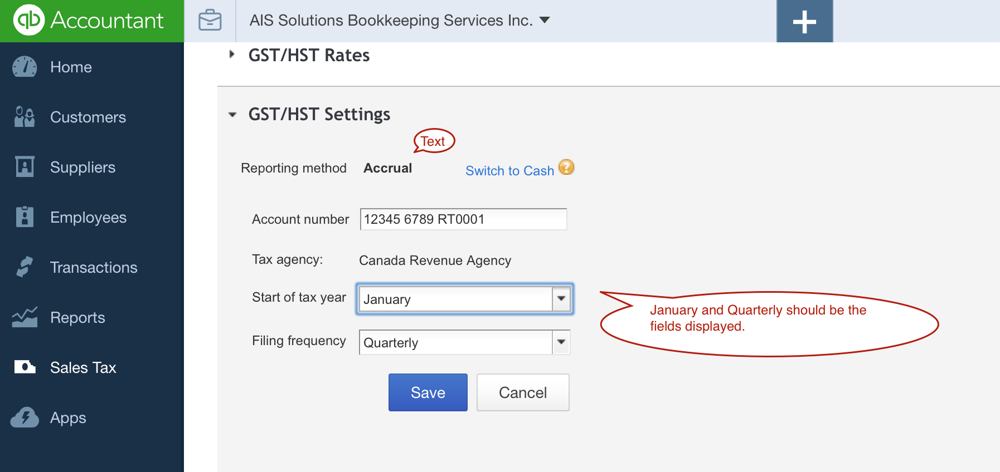 qb Accountant
AIS Solutions Bookkeeping Services Inc.
Home
Customers
Suppliers
Employees
Transactions
Reports
Sales Tax
Apps
GST/HST Rates
GST/HST Settings
Text
Reporting method Accrual Switch to Cash ?
Account number 12345 6789 RT0001
Tax agency: Canada Revenue Agency
Start of tax year January
Filing frequency Quarterly
January and Quarterly should be the
fields displayed.
Save Cancel